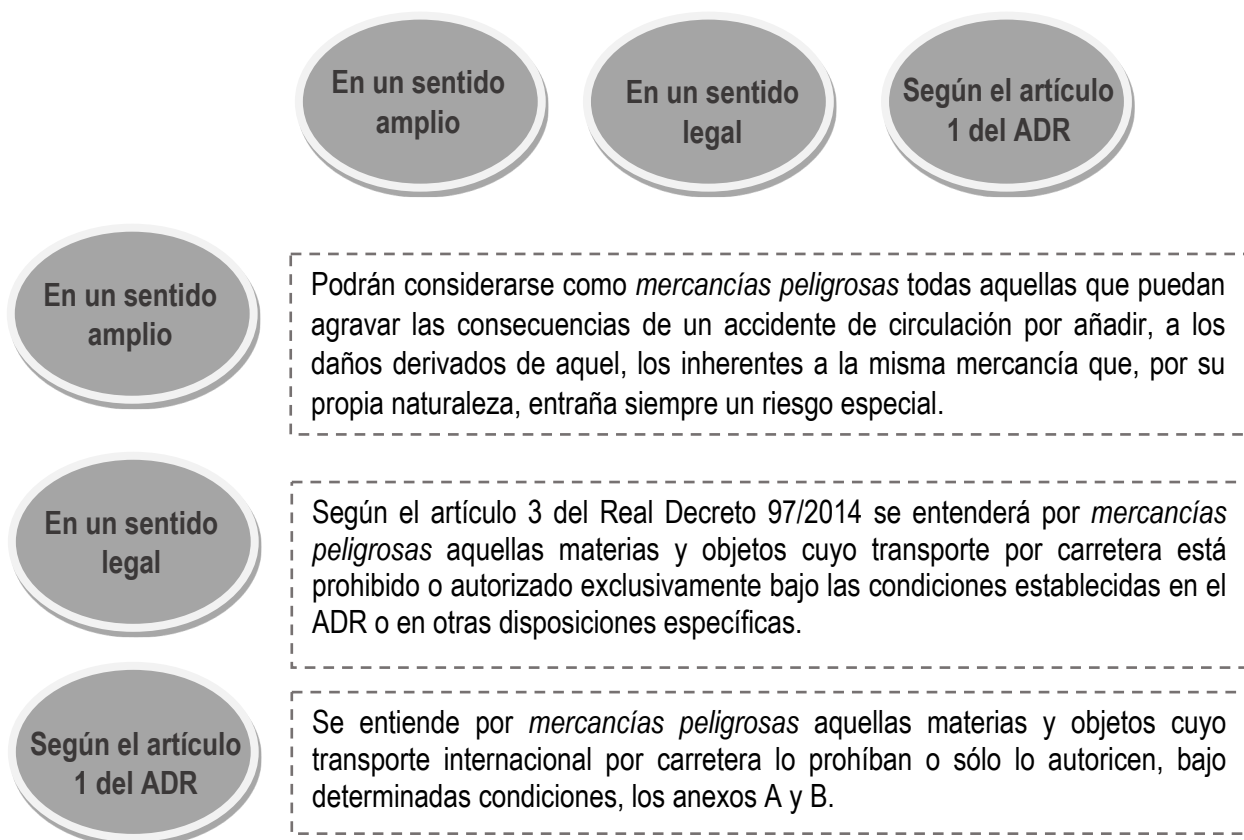 En un sentido
amplio
En un sentido
legal
Según el artículo
1 del ADR
En un sentido
amplio
Podrán considerarse como mercancías peligrosas todas aquellas que puedan
agravar las consecuencias de un accidente de circulación por añadir, a los
daños derivados de aquel, los inherentes a la misma mercancía que, por su
propia naturaleza, entraña siempre un riesgo especial.
En un sentido
legal
Según el artículo 3 del Real Decreto 97/2014 se entenderá por mercancías
peligrosas aquellas materias y objetos cuyo transporte por carretera está
prohibido o autorizado exclusivamente bajo las condiciones establecidas en el
ADR o en otras disposiciones específicas.
Según el artículo
1 del ADR
Se entiende por mercancías peligrosas aquellas materias y objetos cuyo
transporte internacional por carretera lo prohíban o sólo lo autoricen, bajo
determinadas condiciones, los anexos A y B.